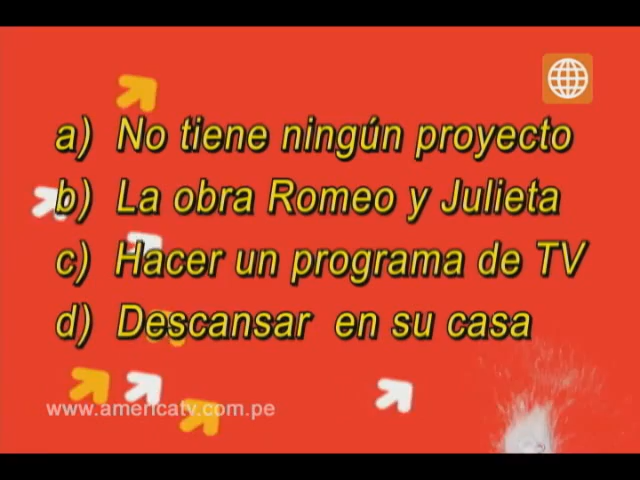 a) No tiene ningún proyecto
b) La obra Romeo y Julieta
c) Hacer un programa de TV
d) Descansar en su casa
www.americatv.com.pe